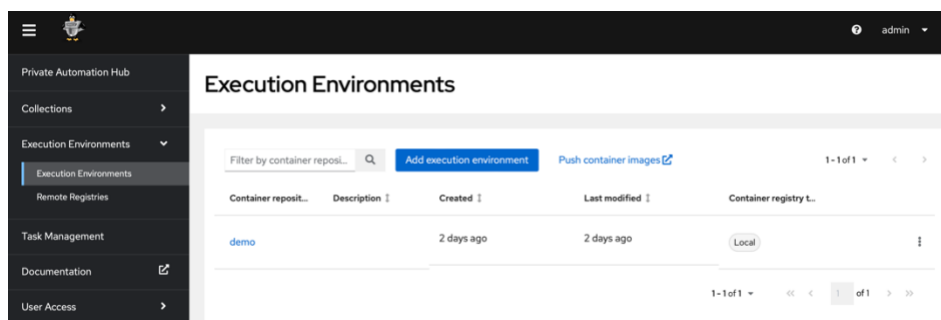 admin
Private Automation Hub
Collections
Execution Environments
Execution Environments
Remote Registries
Task Management
Documentation
User Access
Execution Environments
Filter by container reposi... Add execution environment Push container images 1-1 of 1
Container reposit... Description Created Last modified Container registry t...
demo 2 days ago 2 days ago Local
1-1 of 1 1 of 1